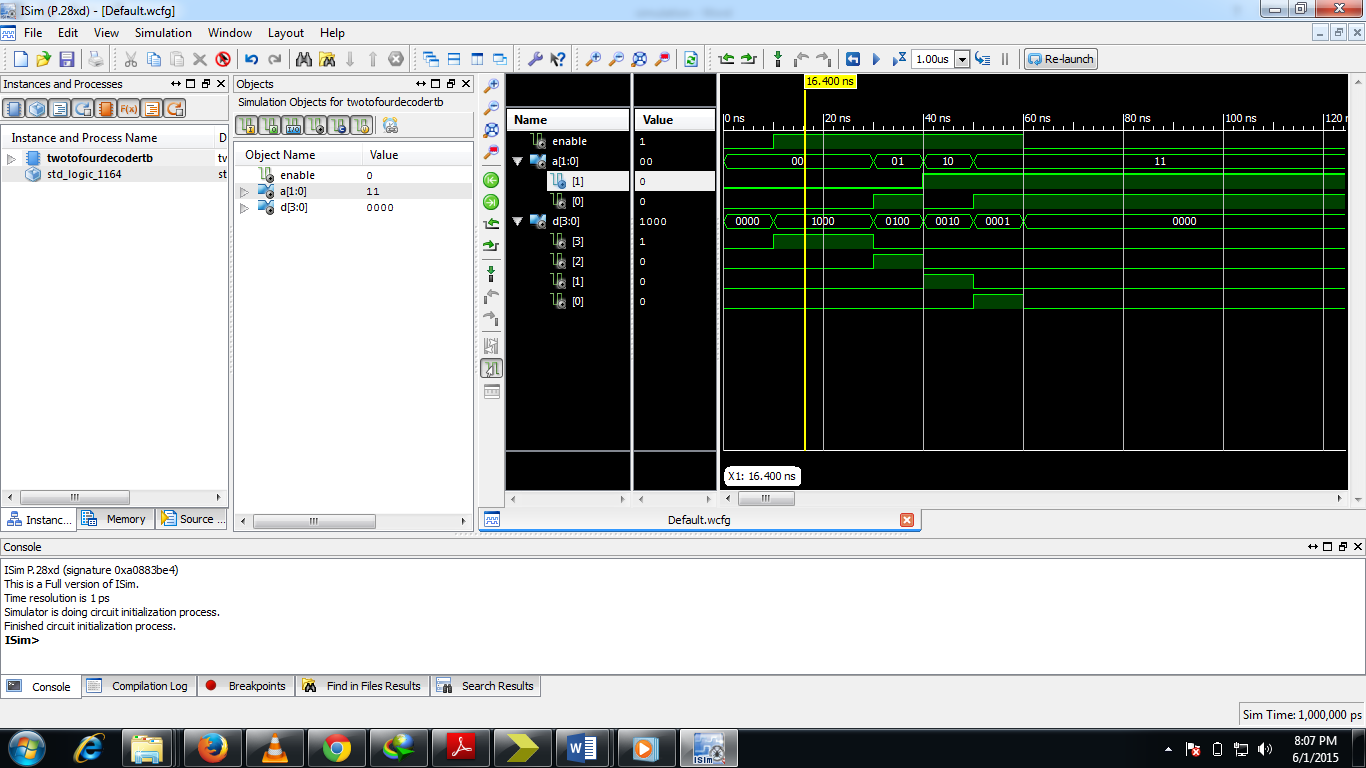 ISim (P.28xd) - [Default.wcfg]
File Edit View Simulation Window Layout Help
1.00us Re-launch
Instances and Processes
Instance and Process Name D
twotofourdecodertb tv
std_logic_1164 st
Instanc... Memory Source ...
Objects
Simulation Objects for twotofourdecodertb
Object Name Value
enable 0
a[1:0] 11
d[3:0] 0000
16.400 ns
Name Value
0 ns 20 ns 40 ns 60 ns 80 ns 100 ns 120 n
enable 1
a[1:0] 00 00 01 10 11
[1] 0
[0] 0
d[3:0] 1000 0000 1000 0100 0010 0001 0000
[3] 1
[2] 0
[1] 0
[0] 0
X1: 16.400 ns
Default.wcfg
Console
ISim P.28xd (signature 0xa0883be4)
This is a Full version of ISim.
Time resolution is 1 ps
Simulator is doing circuit initialization process.
Finished circuit initialization process.
ISim>
Console Compilation Log Breakpoints Find in Files Results Search Results
Sim Time: 1,000,000 ps
ISim
8:07 PM
6/1/2015